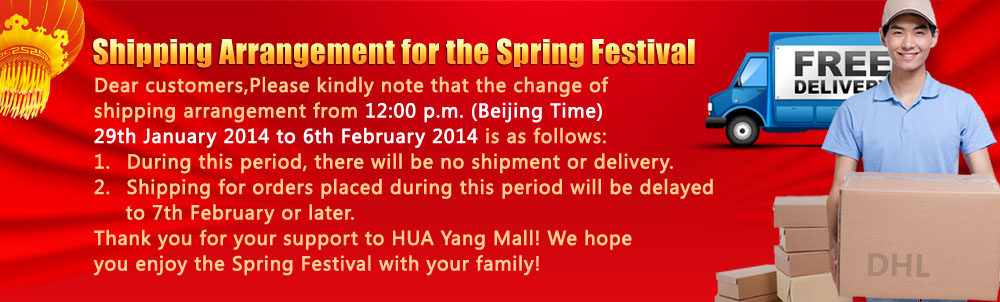 Shipping Arrangement for the Spring Festival
Dear customers,Please kindly note that the change of
shipping arrangement from 12:00 p.m. (Beijing Time)
29th January 2014 to 6th February 2014 is as follows:
1. During this period, there will be no shipment or delivery.
2. Shipping for orders placed during this period will be delayed
to 7th February or later.
Thank you for your support to HUA Yang Mall! We hope
you enjoy the Spring Festival with your family!
FREE
DELIVERY
DHL